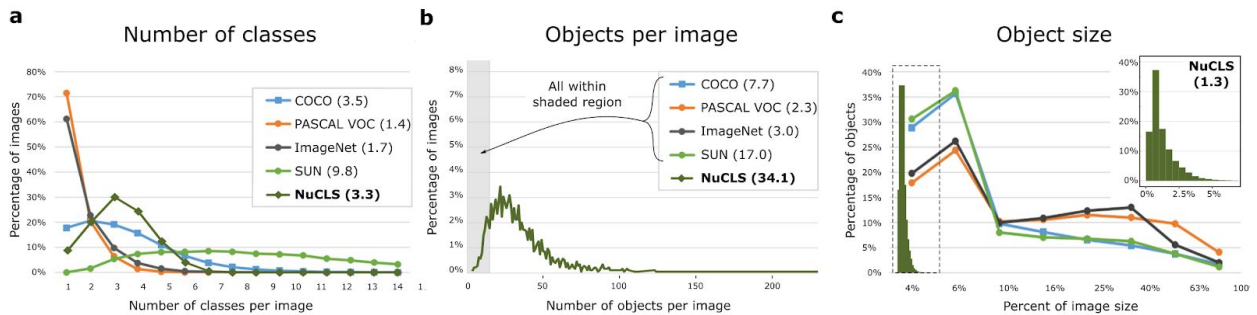 a
Number of classes
80%
70%
60%
50%
40%
30%
20%
10%
0%
Percentage of images
COCO (3.5)
PASCAL VOC (1.4)
ImageNet (1.7)
SUN (9.8)
NuCLS (3.3)
1 2 3 4 5 6 7 8 9 10 11 12 13 14 1.
Number of classes per image
b
Objects per image
8%
7%
6%
5%
4%
3%
2%
1%
0%
Percentage of images
All within
shaded region
COCO (7.7)
PASCAL VOC (2.3)
ImageNet (3.0)
SUN (17.0)
NuCLS (34.1)
50 100 150 200
Number of objects per image
c
Object size
40%
35%
30%
25%
20%
15%
10%
5%
0%
Percentage of objects
NuCLS
(1.3)
40%
30%
20%
10%
0%
0% 2.5% 5%
4% 6% 10% 16% 25% 40% 63% 100
Percent of image size